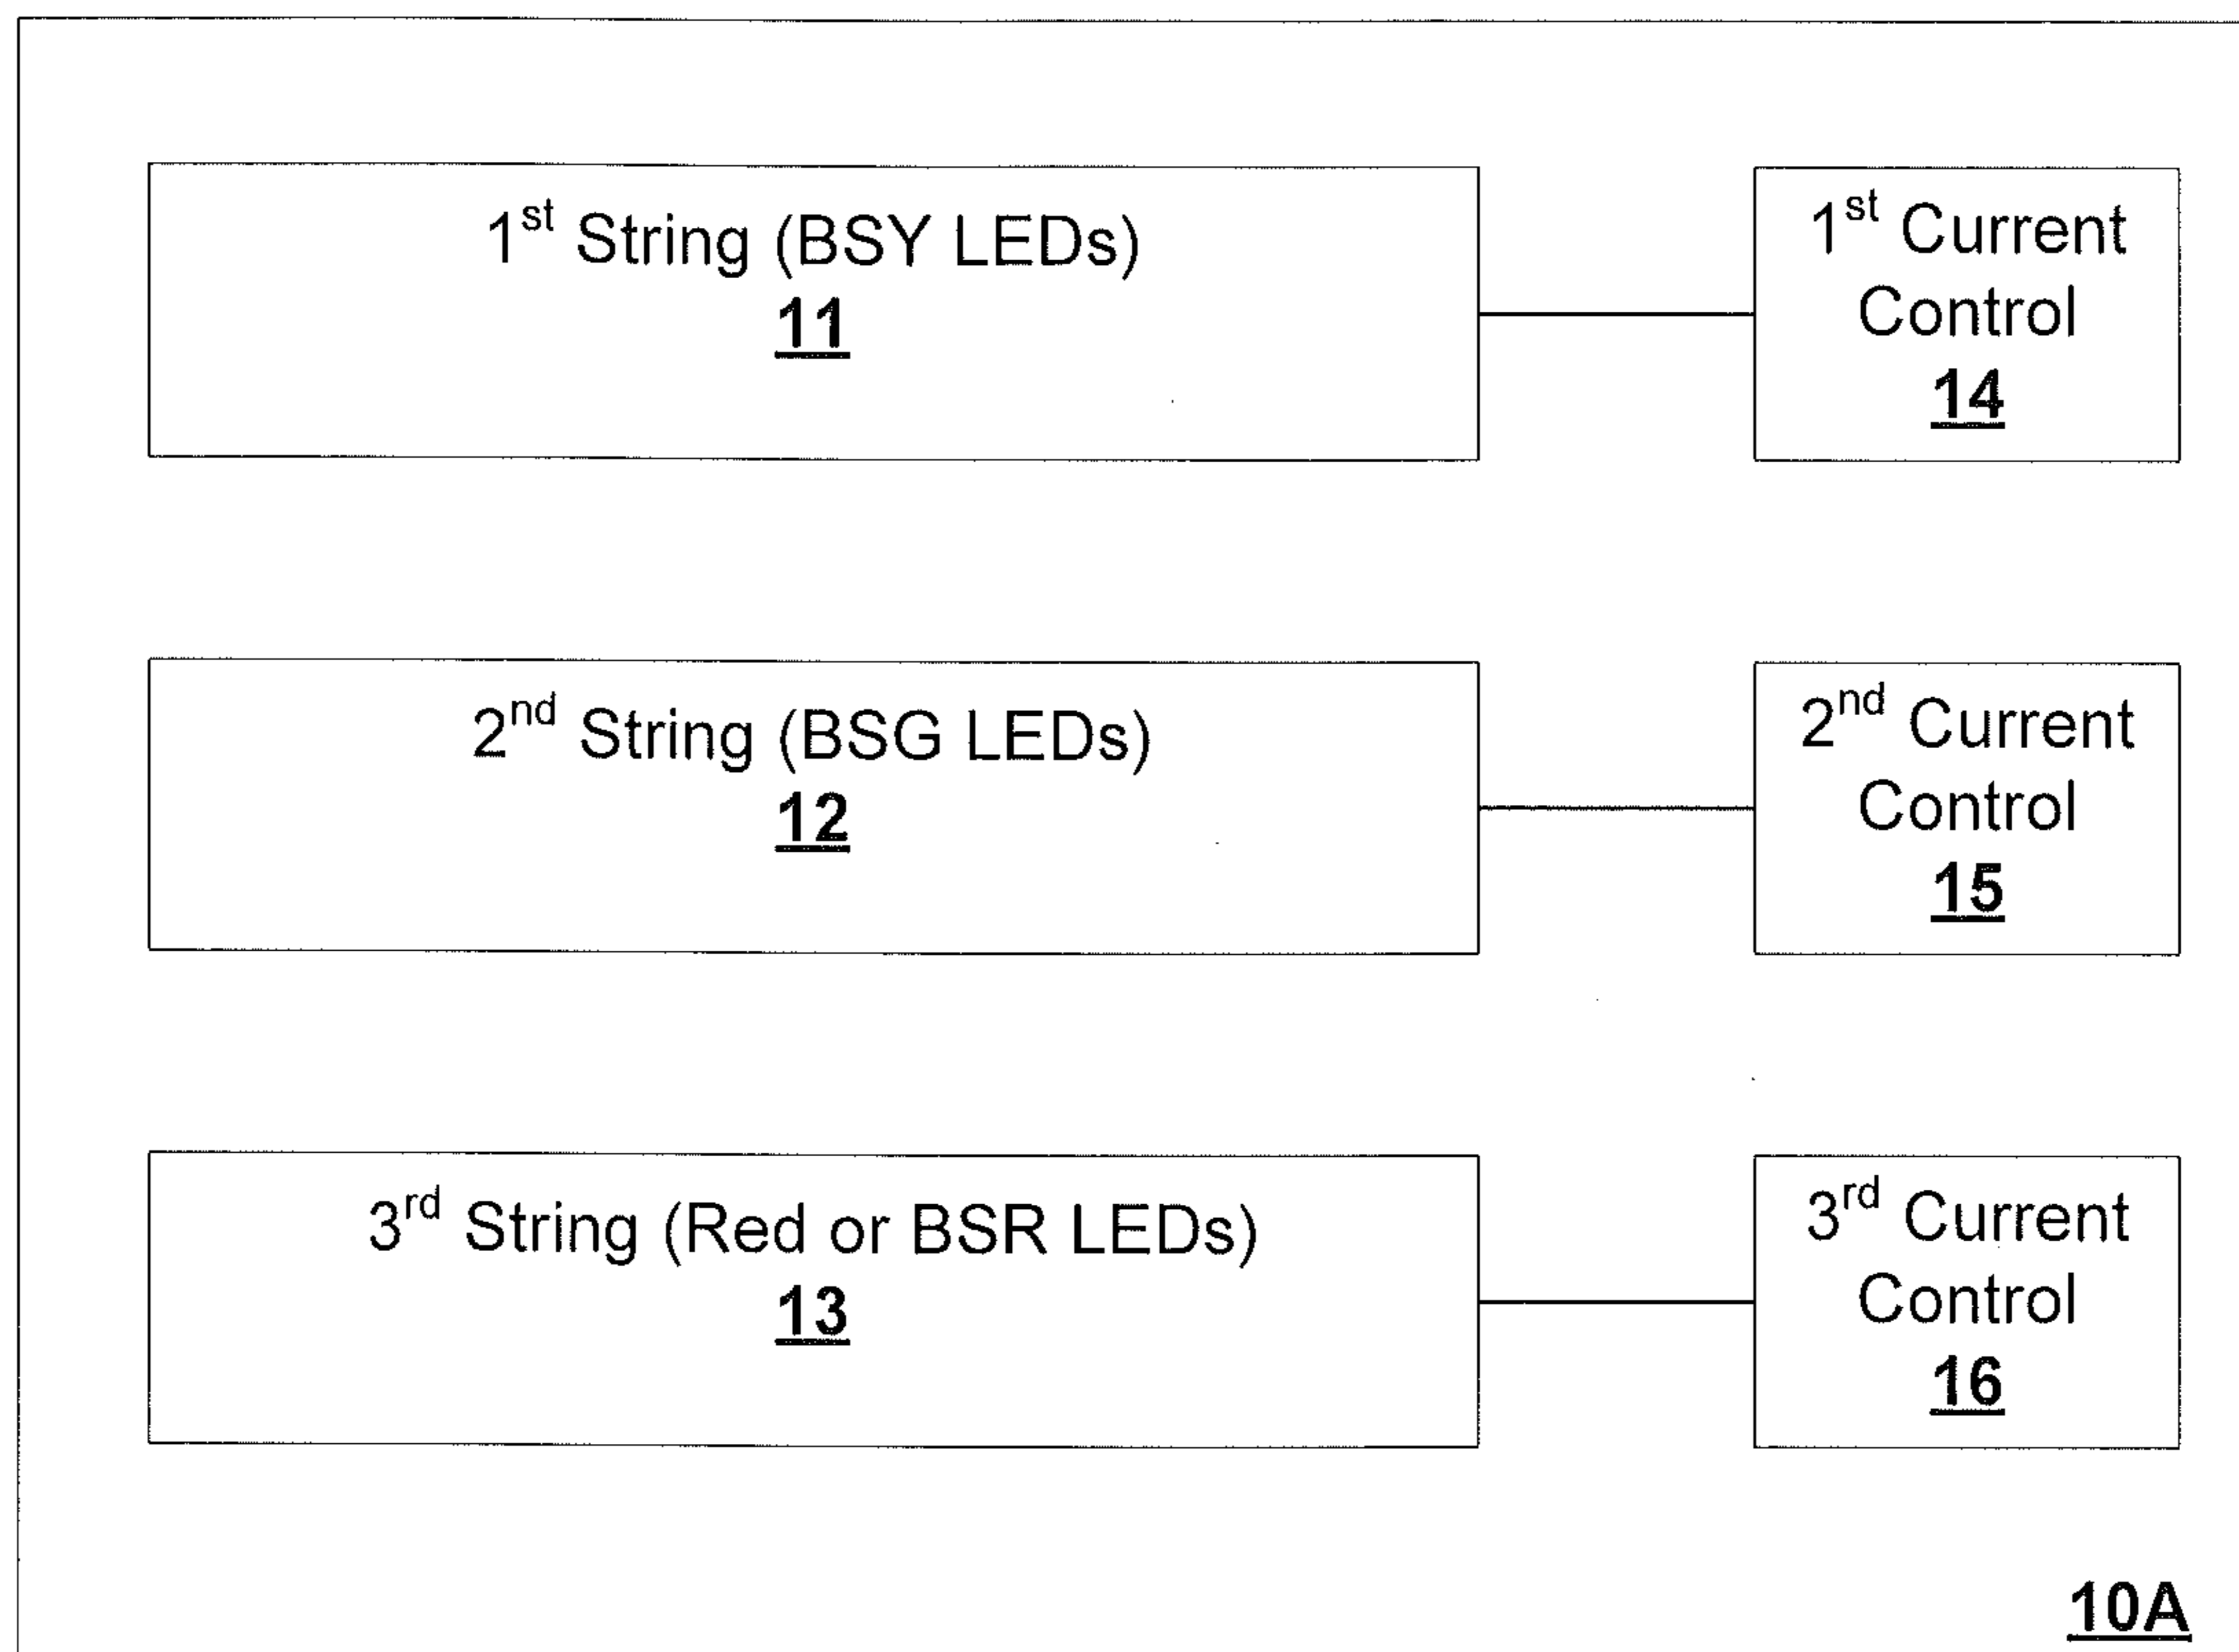 1st String (BSY LEDs)
11
1st Current
Control
14
2nd String (BSG LEDs)
12
2nd Current
Control
15
3rd String (Red or BSR LEDs)
13
3rd Current
Control
16
10A